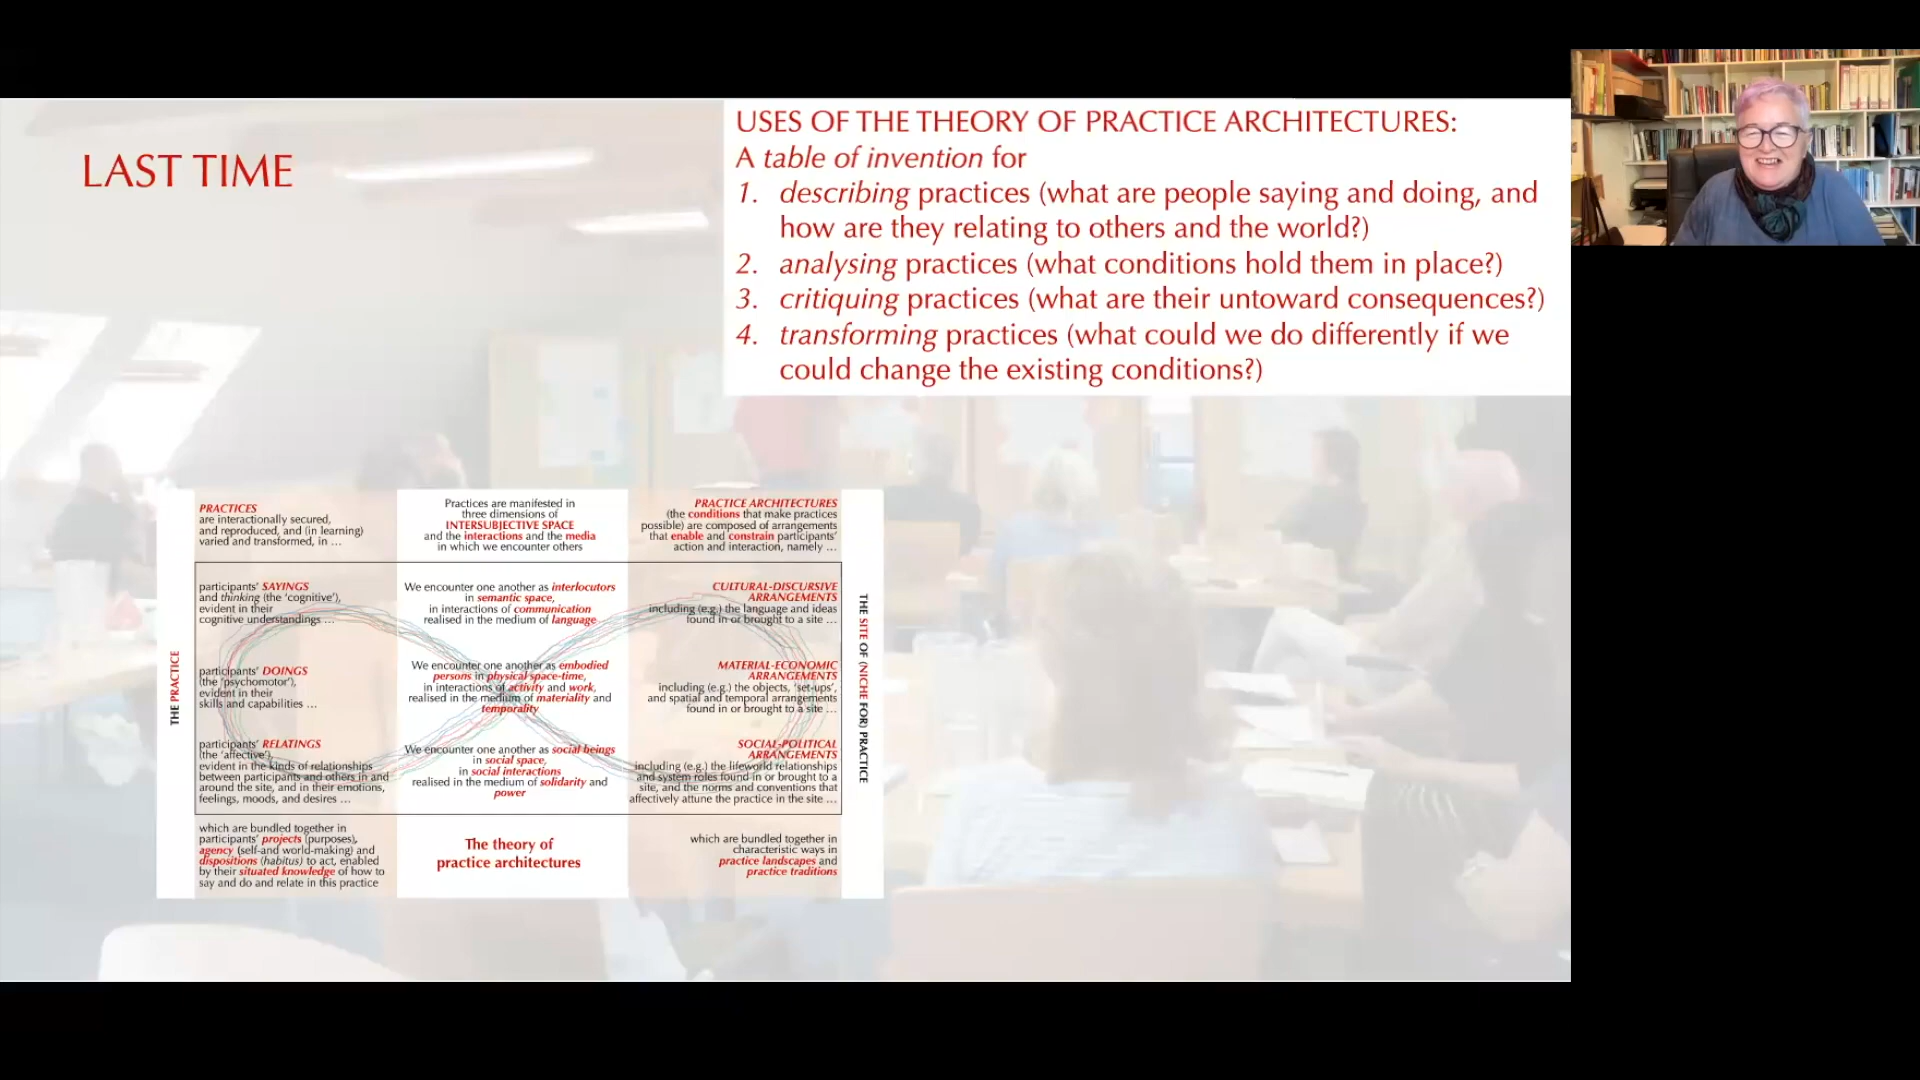 LAST TIME
USES OF THE THEORY OF PRACTICE ARCHITECTURES:
A table of invention for
1. describing practices (what are people saying and doing, and
how are they relating to others and the world?)
2. analysing practices (what conditions hold them in place?)
3. critiquing practices (what are their untoward consequences?)
4. transforming practices (what could we do differently if we
could change the existing conditions?)
THE PRACTICE
PRACTICES
are interactionally secured,
and reproduced, and (in learning)
varied and transformed, in ...
Practices are manifested in
three dimensions of
INTERSUBJECTIVE SPACE
and the interactions and the media
in which we encounter others
PRACTICE ARCHITECTURES
(the conditions that make practices
possible) are composed of arrangements
that enable and constrain participants'
action and interaction, namely ...
participants' SAYINGS
and thinking (the 'cognitive'),
evident in their
cognitive understandings ...
We encounter one another as interlocutors
in semantic space,
in interactions of communication
realised in the medium of language
CULTURAL-DISCURSIVE
ARRANGEMENTS
including (e.g.) the language and ideas
found in or brought to a site ...
participants' DOINGS
(the 'psychomotor'),
evident in their
skills and capabilities ...
We encounter one another as embodied
persons in physical space-time,
in interactions of activity and work,
realised in the medium of materiality and
temporality
MATERIAL-ECONOMIC
ARRANGEMENTS
including (e.g.) the objects, 'set-ups',
and spatial and temporal arrangements
found in or brought to a site ...
participants' RELATINGS
(the 'affective'),
evident in the kinds of relationships
between participants and others in and
around the site, and in their emotions,
feelings, moods, and desires ...
We encounter one another as social beings
in social space,
in social interactions
realised in the medium of solidarity and
power
SOCIAL-POLITICAL
ARRANGEMENTS
including (e.g.) the lifeworld relationships
and system roles found in or brought to a
site, and the norms and conventions that
affectively attune the practice in the site ...
which are bundled together in
participants' projects (purposes),
agency (self-and world-making) and
dispositions (habitus) to act, enabled
by their situated knowledge of how to
say and do and relate in this practice
The theory of
practice architectures
which are bundled together in
characteristic ways in
practice landscapes and
practice traditions
THE SITE OF (NICHE FOR) PRACTICE